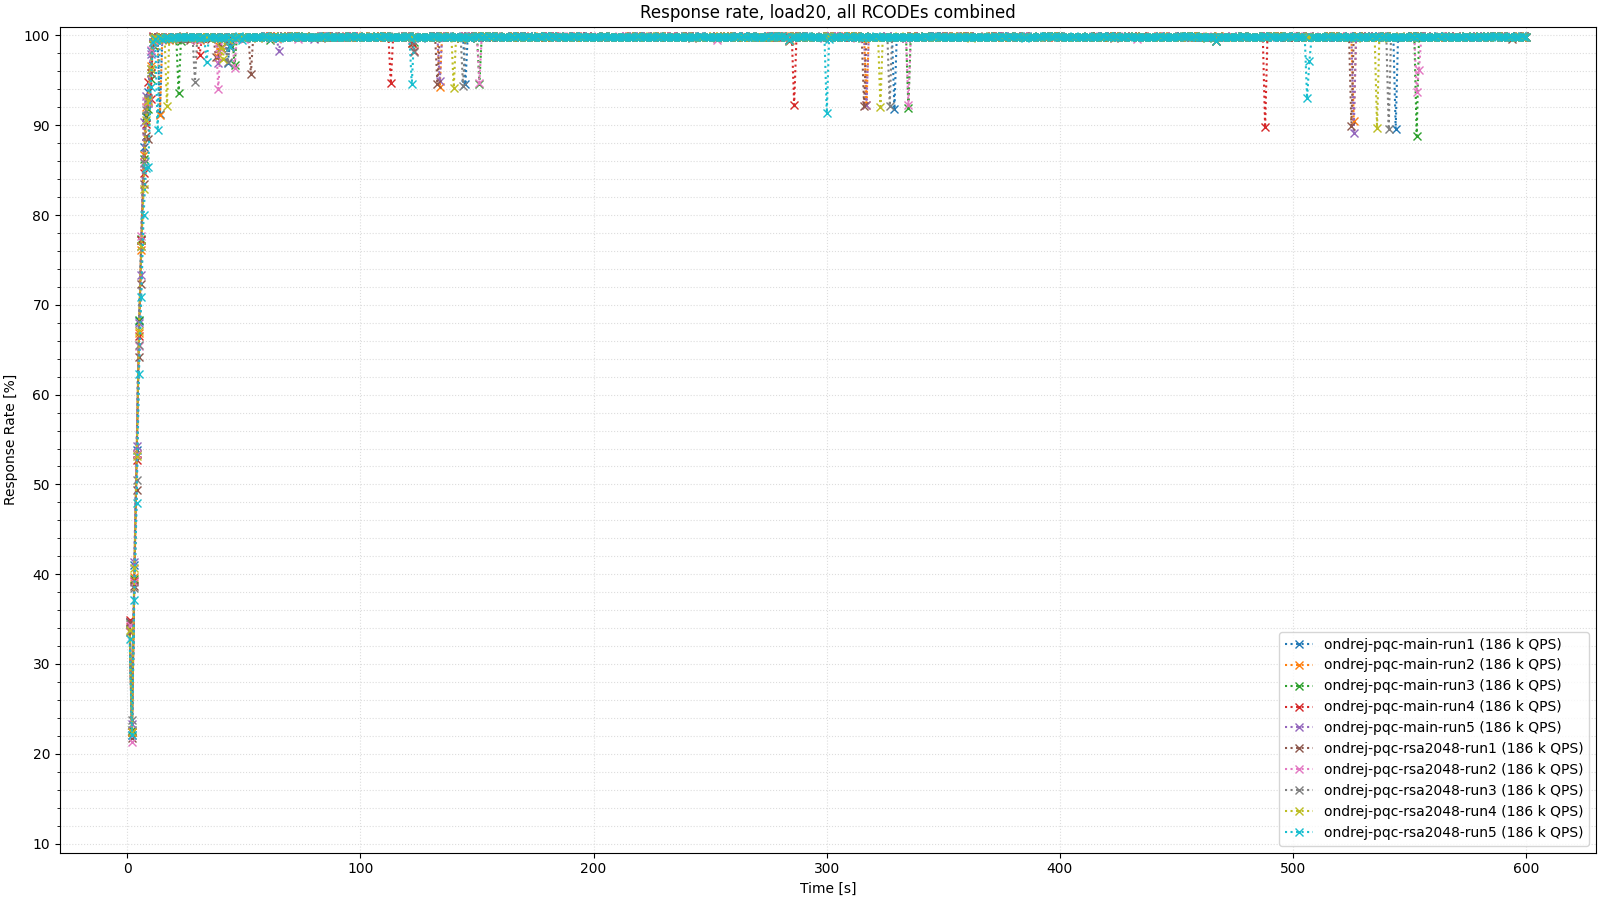 Response rate, load20, all RCODEs combined
Response Rate [%]
100
90
80
70
60
50
40
30
20
10
0
100
200
300
400
500
600
Time [s]
ondrej-pqc-main-run1 (186 k QPS)
ondrej-pqc-main-run2 (186 k QPS)
ondrej-pqc-main-run3 (186 k QPS)
ondrej-pqc-main-run4 (186 k QPS)
ondrej-pqc-main-run5 (186 k QPS)
ondrej-pqc-rsa2048-run1 (186 k QPS)
ondrej-pqc-rsa2048-run2 (186 k QPS)
ondrej-pqc-rsa2048-run3 (186 k QPS)
ondrej-pqc-rsa2048-run4 (186 k QPS)
ondrej-pqc-rsa2048-run5 (186 k QPS)